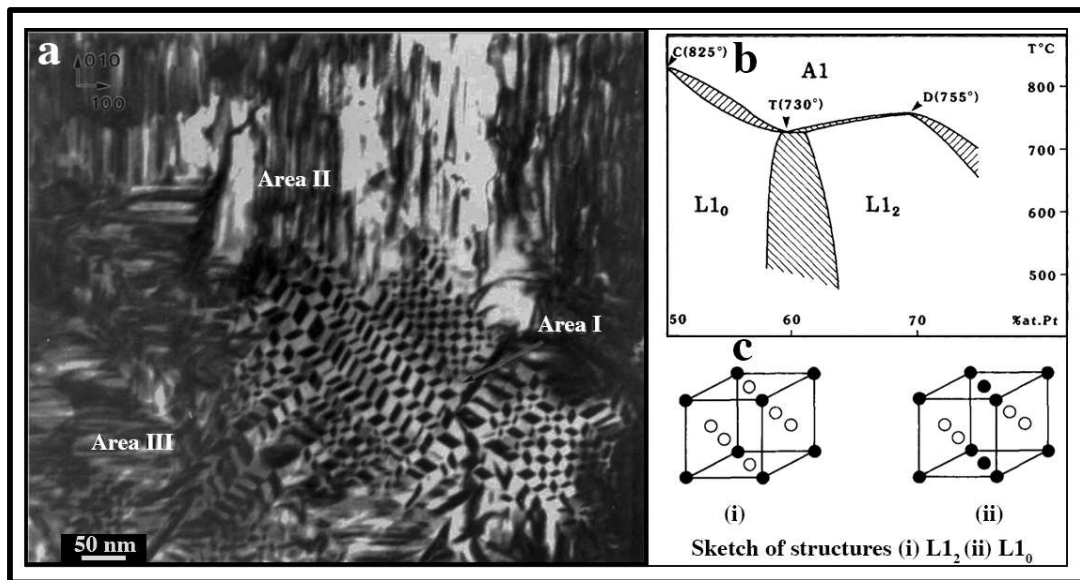 a
010
100
Area II
Area I
Area III
50 nm
b
T°C
C(825°)
A1
800
D(755°)
T(730°)
700
L1₀
L1₂
600
500
50
60
70
%at.Pt
c
(i)
(ii)
Sketch of structures (i) L1₂ (ii) L1₀